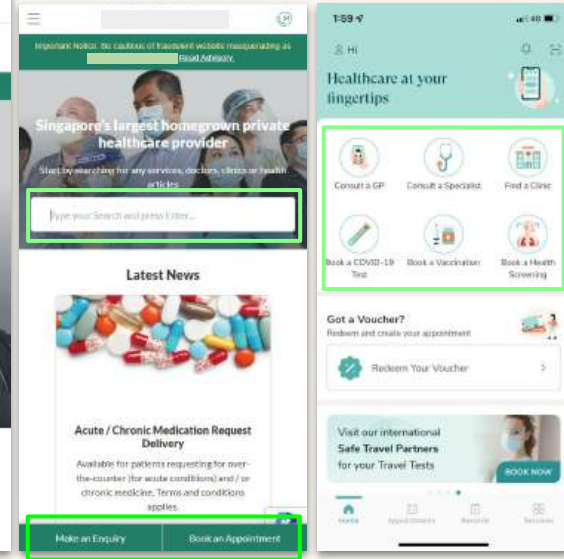 Important Notice: Be cautious of fraudulent website masquerading as
Read Advisory.
Singapore's largest homegrown private
healthcare provider
Start by searching for any services, doctors, clinics or health
articles
Type your Search and press Enter...
Latest News
Acute / Chronic Medication Request
Delivery
Available for patients requesting for over-
the-counter (for acute conditions) and / or
chronic medicine. Terms and conditions
applies.
Make an Enquiry
Book an Appointment
1:59
4G
Hi
Healthcare at your
fingertips
Consult a GP
Consult a Specialist
Find a Clinic
Book a COVID-19
Test
Book a Vaccination
Book a Health
Screening
Got a Voucher?
Redeem and create your appointment
Redeem Your Voucher
Visit our international
Safe Travel Partners
for your Travel Tests
BOOK NOW
Home
Appointments
Records
Services